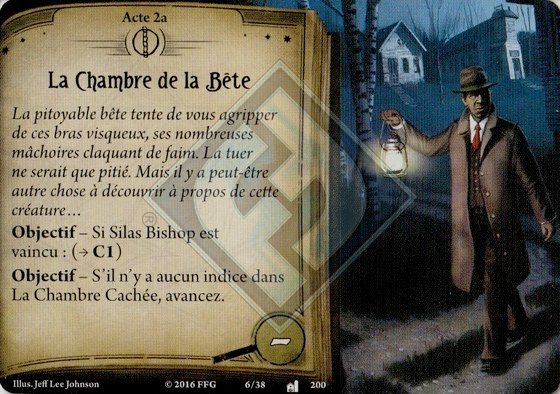 Acte 2a
La Chambre de la Bête
La pitoyable bête tente de vous agripper
de ces bras visqueux, ses nombreuses
mâchoires claquant de faim. La tuer
ne serait que pitié. Mais il y a peut-être
autre chose à découvrir à propos de cette
créature…
Objectif – Si Silas Bishop est
vaincu : (→ C1)
Objectif – S'il n'y a aucun indice dans
La Chambre Cachée, avancez.
–
Illus. Jeff Lee Johnson © 2016 FFG 6/38 200